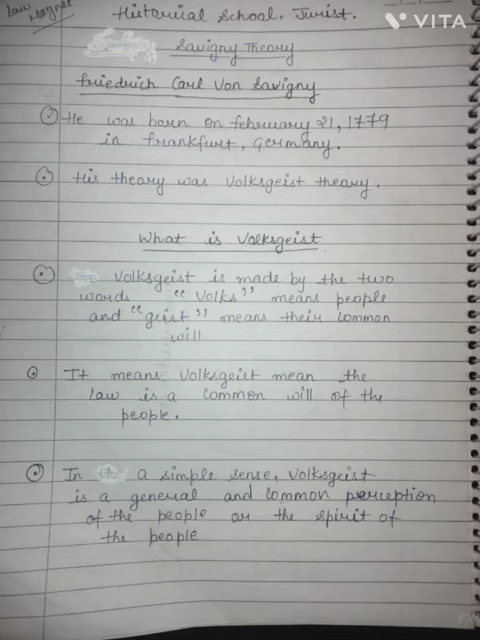 Law
Magnet
Historical School. Jurist.
VITA
Savigny Theory
Friedrich Carl Von Savigny
He was born on february 21, 1779
in frankfurt, Germany.
His theory was Volksgeist theory.
What is Volksgeist
Volksgeist is made by the two
words "Volks" means people
and "geist" means their common
will
It means Volksgeist mean the
law is a common will of the
people.
In a simple sense, Volksgeist
is a general and common perception
of the people or the spirit of
the people